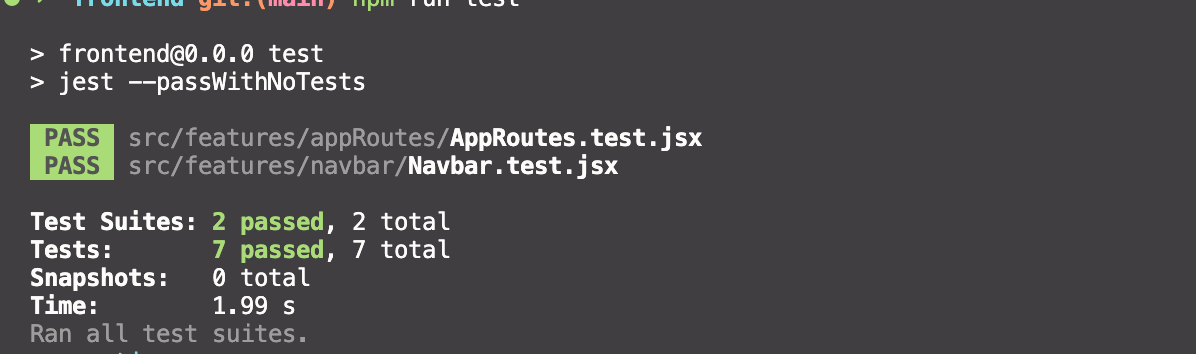 frontend git:(main) npm run test
> frontend@0.0.0 test
> jest --passWithNoTests
PASS src/features/appRoutes/AppRoutes.test.jsx
PASS src/features/navbar/Navbar.test.jsx
Test Suites: 2 passed, 2 total
Tests: 7 passed, 7 total
Snapshots: 0 total
Time: 1.99 s
Ran all test suites.